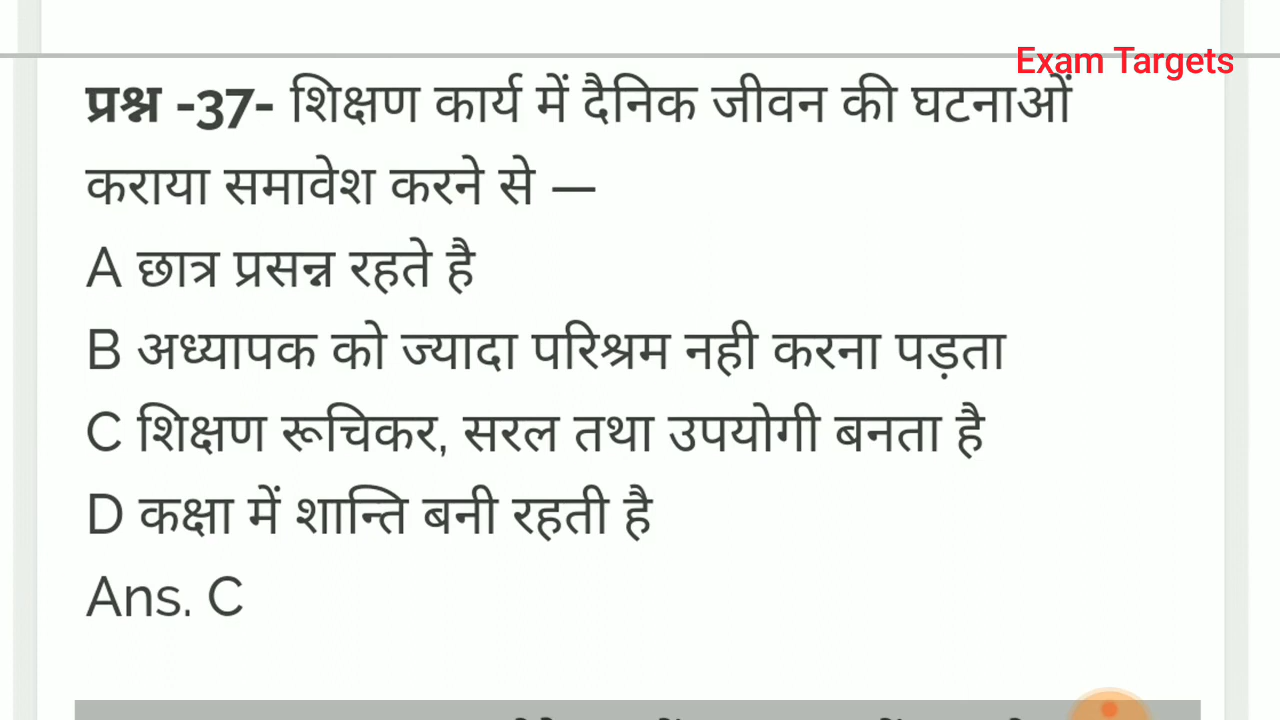 Exam Targets
प्रश्न -37- शिक्षण कार्य में दैनिक जीवन की घटनाओं
कराया समावेश करने से —
A छात्र प्रसन्न रहते है
B अध्यापक को ज्यादा परिश्रम नही करना पड़ता
C शिक्षण रूचिकर, सरल तथा उपयोगी बनता है
D कक्षा में शान्ति बनी रहती है
Ans. C